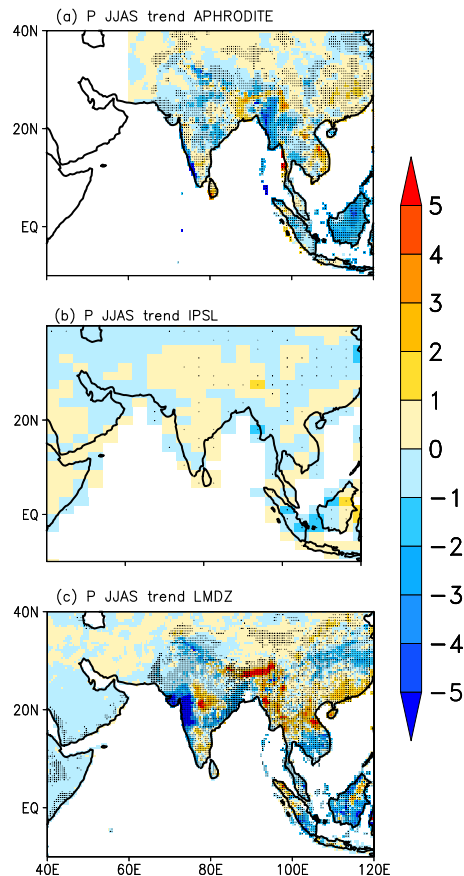 (a) P JJAS trend APHRODITE
40N
20N
EQ
(b) P JJAS trend IPSL
20N
EQ
(c) P JJAS trend LMDZ
40N
20N
EQ
40E 60E 80E 100E 120E
5
4
3
2
1
0
-1
-2
-3
-4
-5